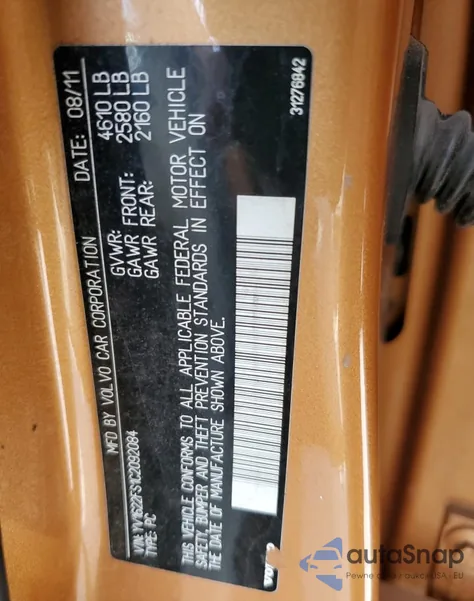 MFD BY VOLVO CAR CORPORATION DATE: 08/11
GVWR: 4610 LB
GAWR FRONT: 2580 LB
GAWR REAR: 2160 LB
TYPE: PC
THIS VEHICLE CONFORMS TO ALL APPLICABLE FEDERAL MOTOR VEHICLE
SAFETY, BUMPER AND THEFT PREVENTION STANDARDS IN EFFECT ON
THE DATE OF MANUFACTURE SHOWN ABOVE.
31276842
autoSnap